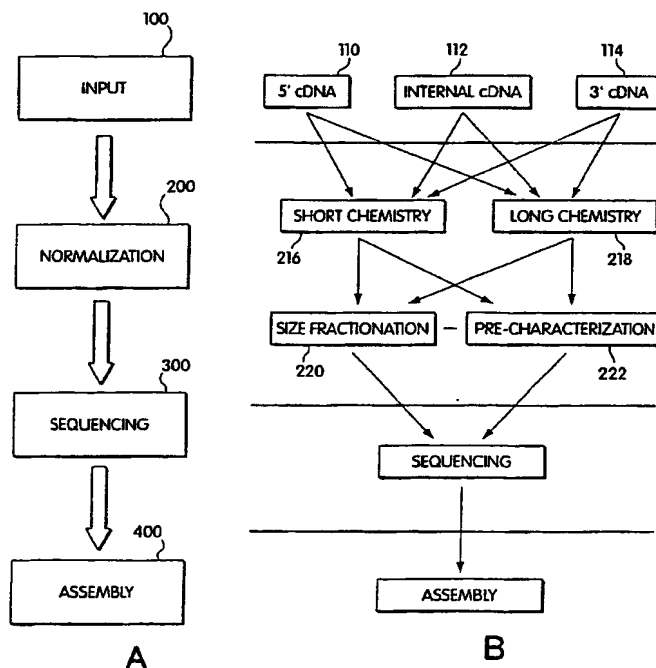 100
INPUT
200
NORMALIZATION
300
SEQUENCING
400
ASSEMBLY
A
110
112
114
5' cDNA
INTERNAL cDNA
3' cDNA
SHORT CHEMISTRY
LONG CHEMISTRY
216
218
SIZE FRACTIONATION
PRE-CHARACTERIZATION
220
222
SEQUENCING
ASSEMBLY
B